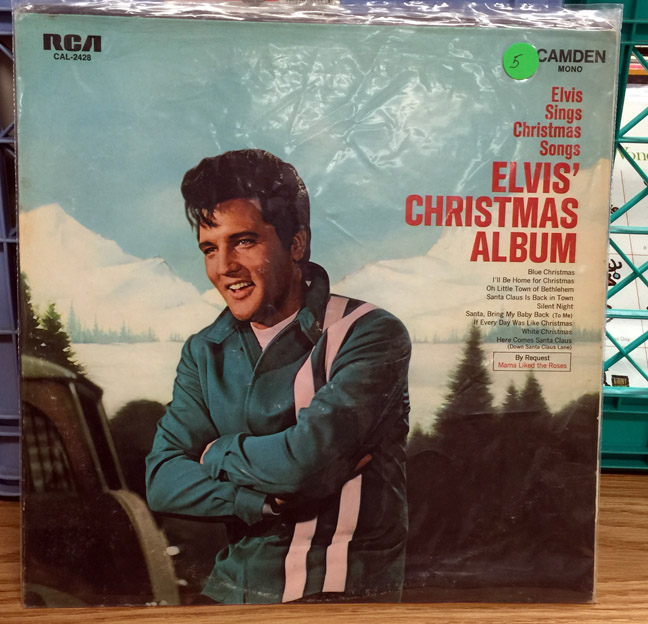 RCA
CAL-2428
5
CAMDEN
MONO
Elvis
Sings
Christmas
Songs
ELVIS'
CHRISTMAS
ALBUM
Blue Christmas
I'll Be Home for Christmas
Oh Little Town of Bethlehem
Santa Claus Is Back in Town
Silent Night
Santa, Bring My Baby Back (To Me)
If Every Day Was Like Christmas
White Christmas
Here Comes Santa Claus
(Down Santa Claus Lane)
By Request
Mama Liked the Roses